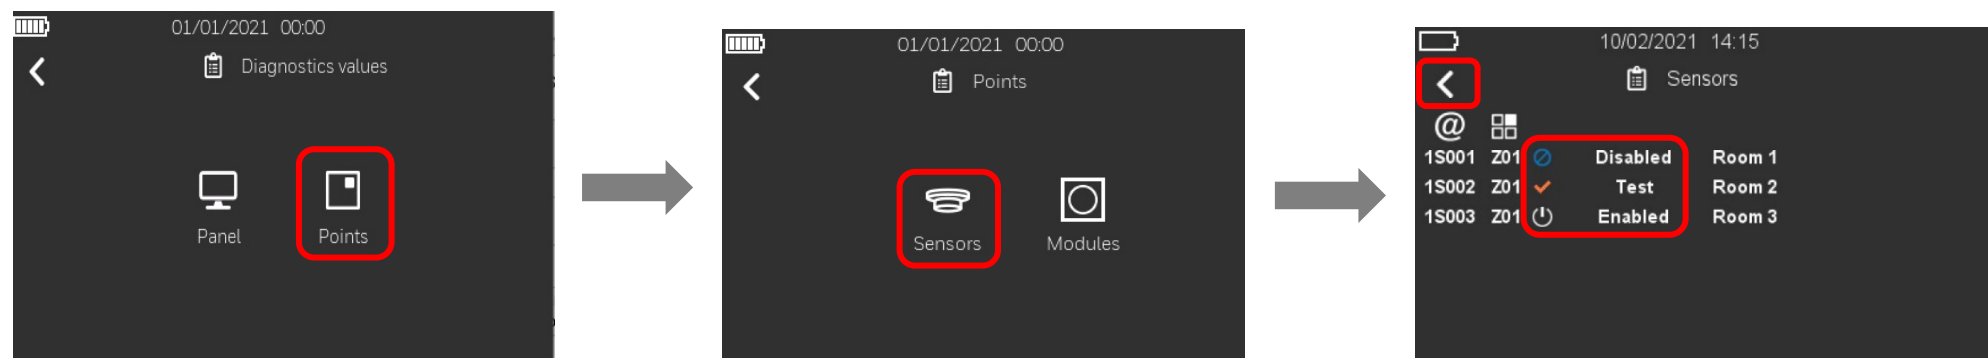 01/01/2021 00:00
Diagnostics values
Panel
Points
01/01/2021 00:00
Points
Sensors
Modules
10/02/2021 14:15
Sensors
@
1S001 Z01 Disabled Room 1
1S002 Z01 Test Room 2
1S003 Z01 Enabled Room 3